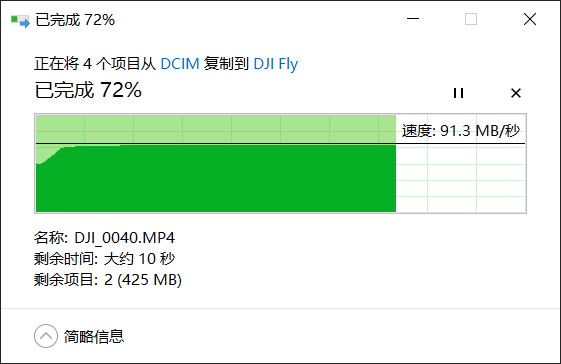 已完成 72%
正在将 4 个项目从 DCIM 复制到 DJI Fly
已完成 72%
速度: 91.3 MB/秒
名称: DJI_0040.MP4
剩余时间: 大约 10 秒
剩余项目: 2 (425 MB)
简略信息